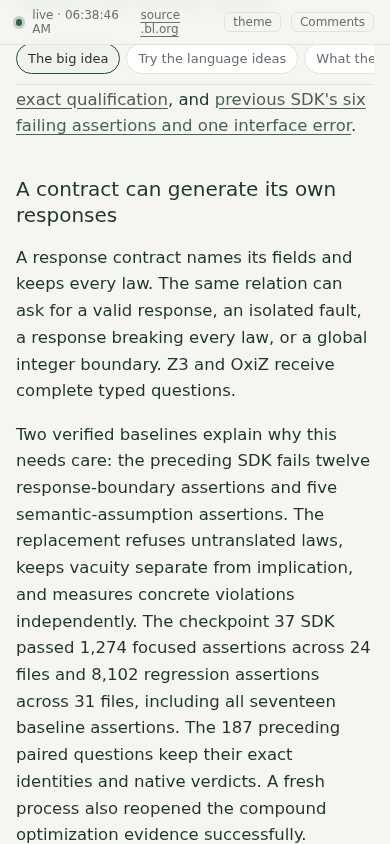 live · 06:38:46 AM
source.bl.org
theme
Comments
The big idea
Try the language ideas
What the
exact qualification, and previous SDK's six
failing assertions and one interface error.
A contract can generate its own
responses
A response contract names its fields and
keeps every law. The same relation can
ask for a valid response, an isolated fault,
a response breaking every law, or a global
integer boundary. Z3 and OxiZ receive
complete typed questions.
Two verified baselines explain why this
needs care: the preceding SDK fails twelve
response-boundary assertions and five
semantic-assumption assertions. The
replacement refuses untranslated laws,
keeps vacuity separate from implication,
and measures concrete violations
independently. The checkpoint 37 SDK
passed 1,274 focused assertions across 24
files and 8,102 regression assertions
across 31 files, including all seventeen
baseline assertions. The 187 preceding
paired questions keep their exact
identities and native verdicts. A fresh
process also reopened the compound
optimization evidence successfully.